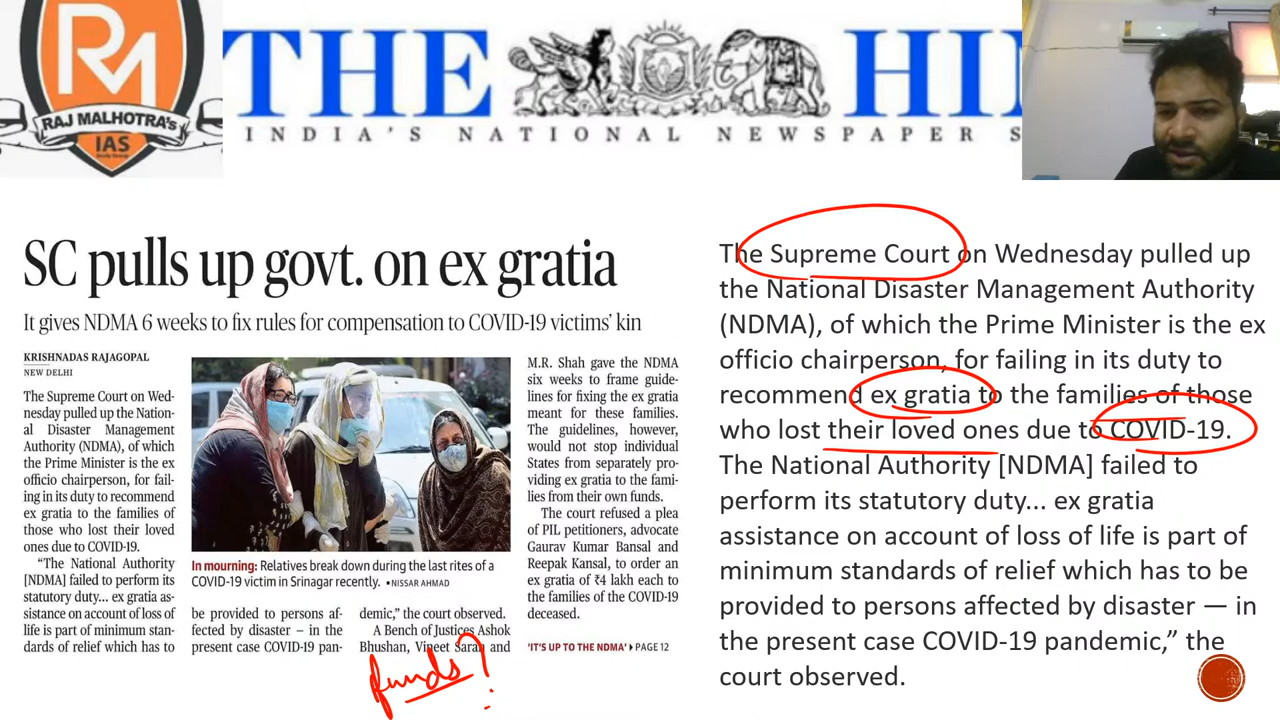 RM
RAJ MALHOTRA's
IAS
THE HI
INDIA'S NATIONAL NEWSPAPER S
SC pulls up govt. on ex gratia
It gives NDMA 6 weeks to fix rules for compensation to COVID-19 victims' kin
KRISHNADAS RAJAGOPAL
NEW DELHI
The Supreme Court on Wed-
nesday pulled up the Nation-
al Disaster Management
Authority (NDMA), of which
the Prime Minister is the ex
officio chairperson, for fail-
ing in its duty to recommend
ex gratia to the families of
those who lost their loved
ones due to COVID-19.
“The National Authority
[NDMA] failed to perform its
statutory duty... ex gratia as-
sistance on account of loss of
life is part of minimum stan-
dards of relief which has to
In mourning: Relatives break down during the last rites of a
COVID-19 victim in Srinagar recently. ▪NISSAR AHMAD
be provided to persons af-
fected by disaster – in the
present case COVID-19 pan-
demic,” the court observed.
A Bench of Justices Ashok
Bhushan, Vineet Saran and
M.R. Shah gave the NDMA
six weeks to frame guide-
lines for fixing the ex gratia
meant for these families.
The guidelines, however,
would not stop individual
States from separately pro-
viding ex gratia to the fami-
lies from their own funds.
The court refused a plea
of PIL petitioners, advocate
Gaurav Kumar Bansal and
Reepak Kansal, to order an
ex gratia of ₹4 lakh each to
the families of the COVID-19
deceased.
'IT'S UP TO THE NDMA' ▸ PAGE 12
funds?
The Supreme Court on Wednesday pulled up
the National Disaster Management Authority
(NDMA), of which the Prime Minister is the ex
officio chairperson, for failing in its duty to
recommend ex gratia to the families of those
who lost their loved ones due to COVID-19.
The National Authority [NDMA] failed to
perform its statutory duty... ex gratia
assistance on account of loss of life is part of
minimum standards of relief which has to be
provided to persons affected by disaster — in
the present case COVID-19 pandemic,” the
court observed.